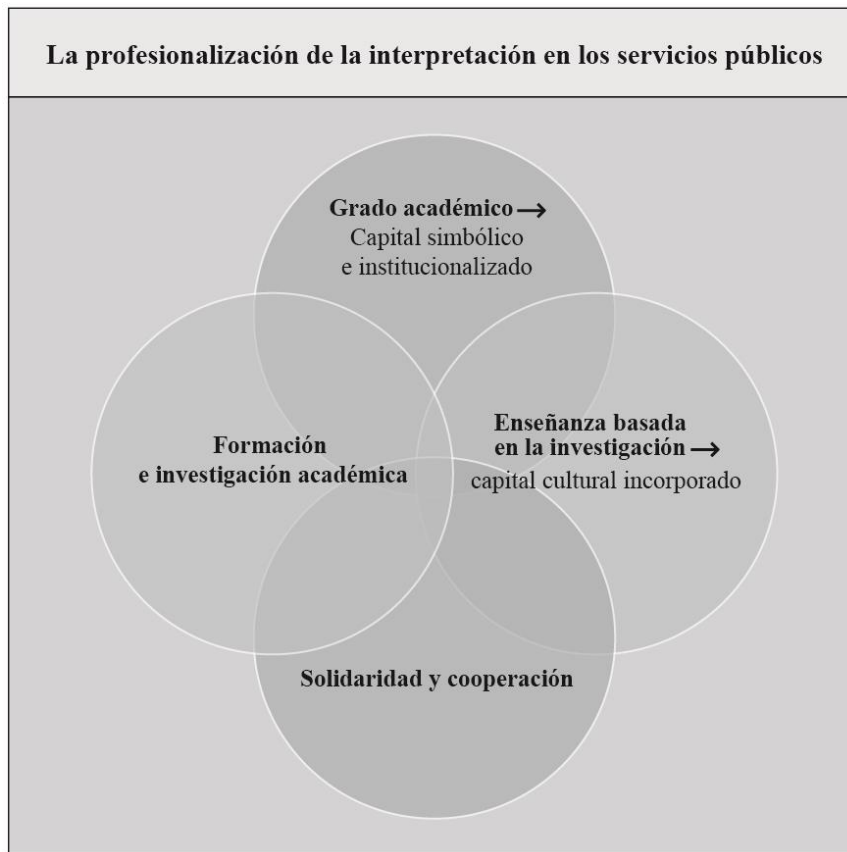 La profesionalización de la interpretación en los servicios públicos
Grado académico →
Capital simbólico
e institucionalizado
Formación
e investigación académica
Enseñanza basada
en la investigación →
capital cultural incorporado
Solidaridad y cooperación